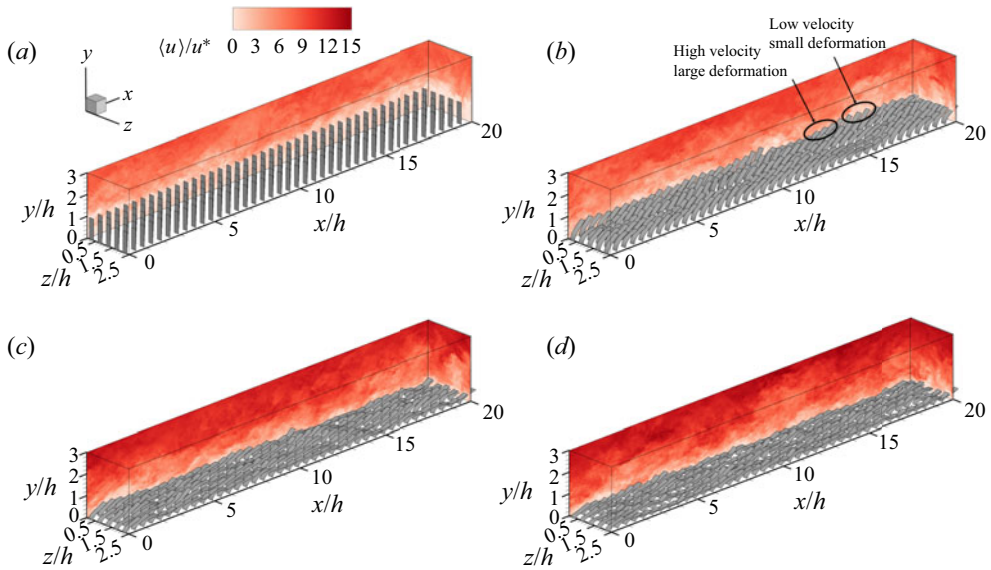 ⟨u⟩/u* 0 3 6 9 12 15
(a)
y
x
z
3
2
1
0
y/h
0.5
1.5
2.5
z/h
0
5
10
15
20
x/h
(b)
High velocity
large deformation
Low velocity
small deformation
3
2
1
0
y/h
0.5
1.5
2.5
z/h
0
5
10
15
20
x/h
(c)
3
2
1
0
y/h
0.5
1.5
2.5
z/h
0
5
10
15
20
x/h
(d)
3
2
1
0
y/h
0.5
1.5
2.5
z/h
0
5
10
15
20
x/h